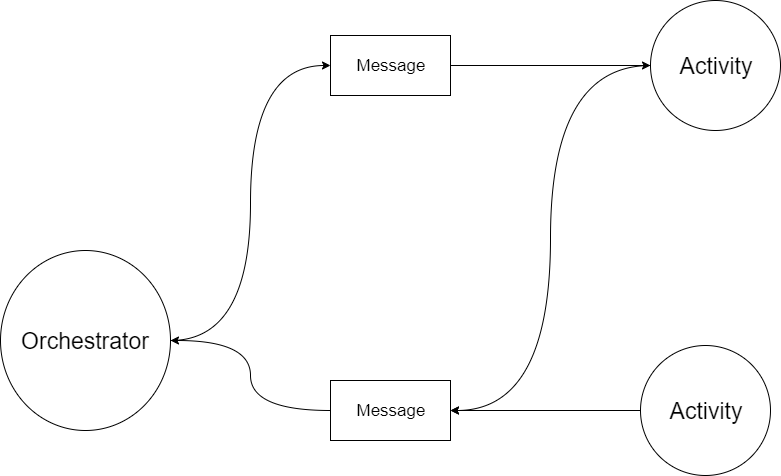 Message
Activity
Orchestrator
Message
Activity